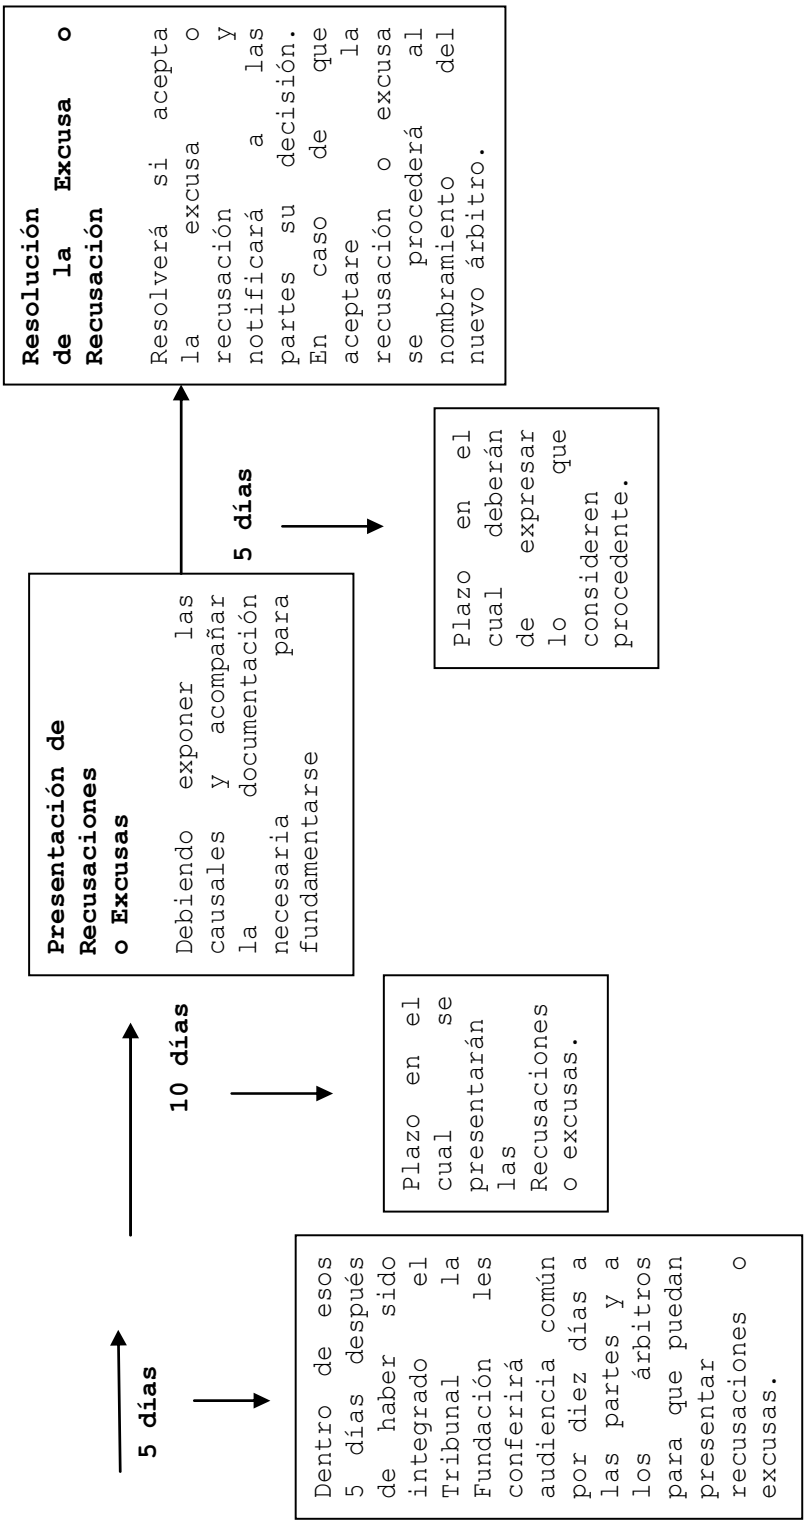 5 días
Dentro de esos
5 días después
de haber sido
integrado el
Tribunal la
Fundación les
conferirá
audiencia común
por diez días a
las partes y a
los árbitros
para que puedan
presentar
recusaciones o
excusas.
10 días
Plazo en el
cual se
presentarán
las
Recusaciones
o excusas.
Presentación de
Recusaciones
o Excusas
Debiendo exponer las
causales y acompañar
la documentación
necesaria para
fundamentarse
5 días
Plazo en el
cual deberán
de expresar
lo que
consideren
procedente.
Resolución
de la Excusa o
Recusación
Resolverá si acepta
la excusa o
recusación y
notificará a las
partes su decisión.
En caso de que
aceptare la
recusación o excusa
se procederá al
nombramiento del
nuevo árbitro.